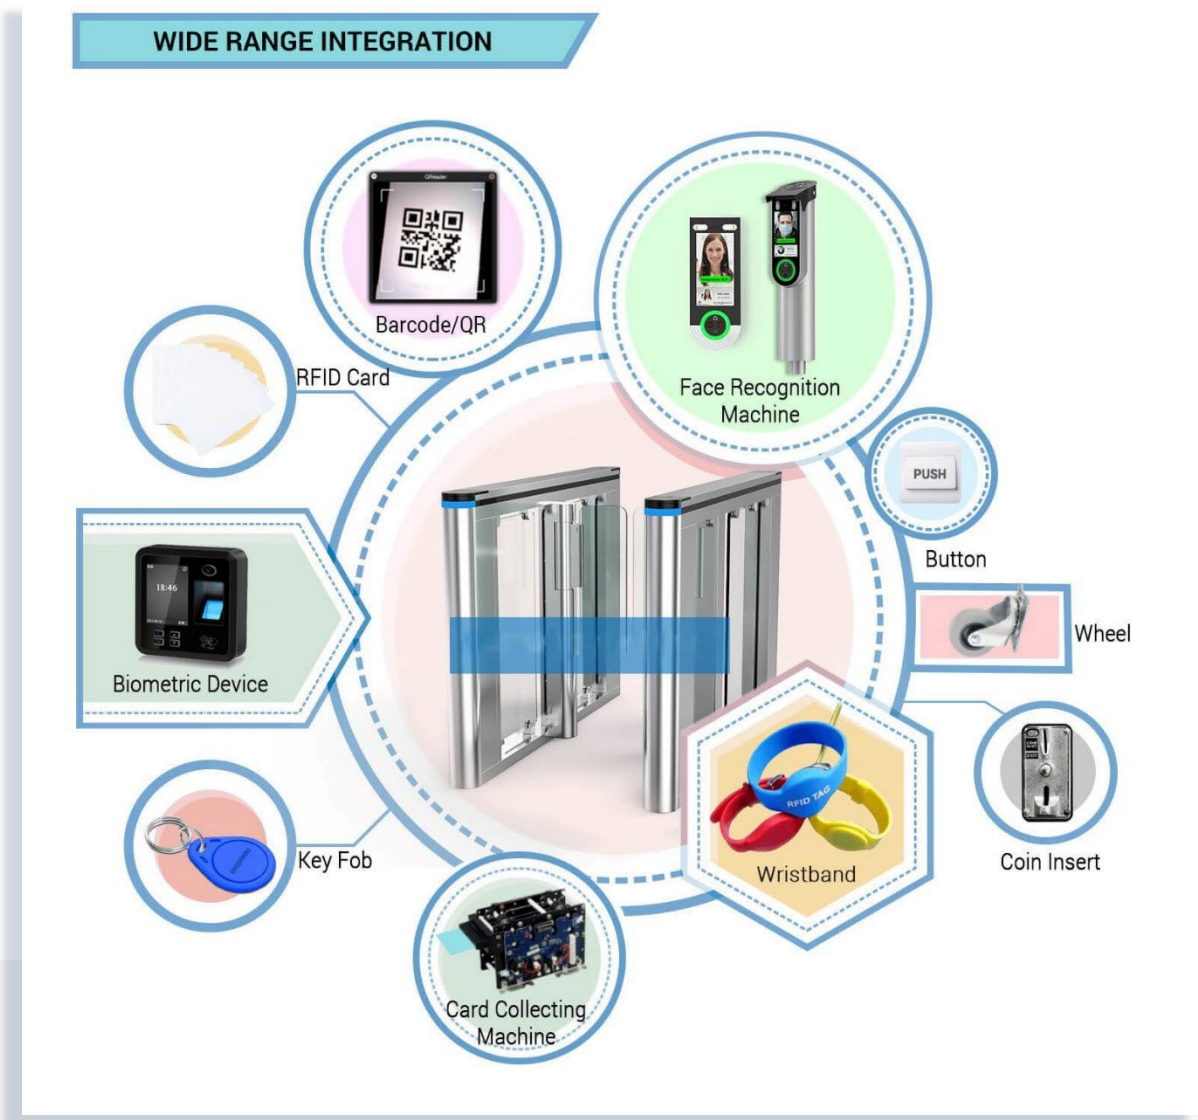 WIDE RANGE INTEGRATION
QReader
Barcode/QR
Face Recognition
Machine
RFID Card
PUSH
Button
18:46
Biometric Device
Wheel
RFID TAG
Wristband
Coin Insert
Key Fob
Card Collecting
Machine